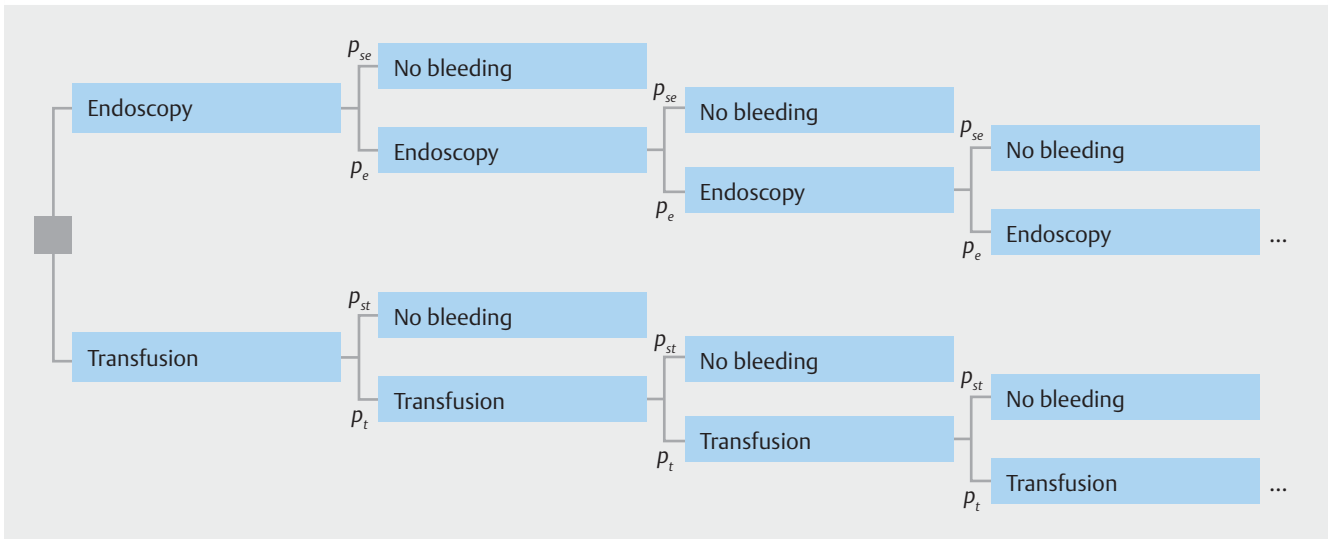 p_se
No bleeding
Endoscopy
p_se
No bleeding
p_e
Endoscopy
p_se
No bleeding
p_e
Endoscopy
p_e
Endoscopy ...
p_st
No bleeding
Transfusion
p_st
No bleeding
p_t
Transfusion
p_st
No bleeding
p_t
Transfusion
p_t
Transfusion ...